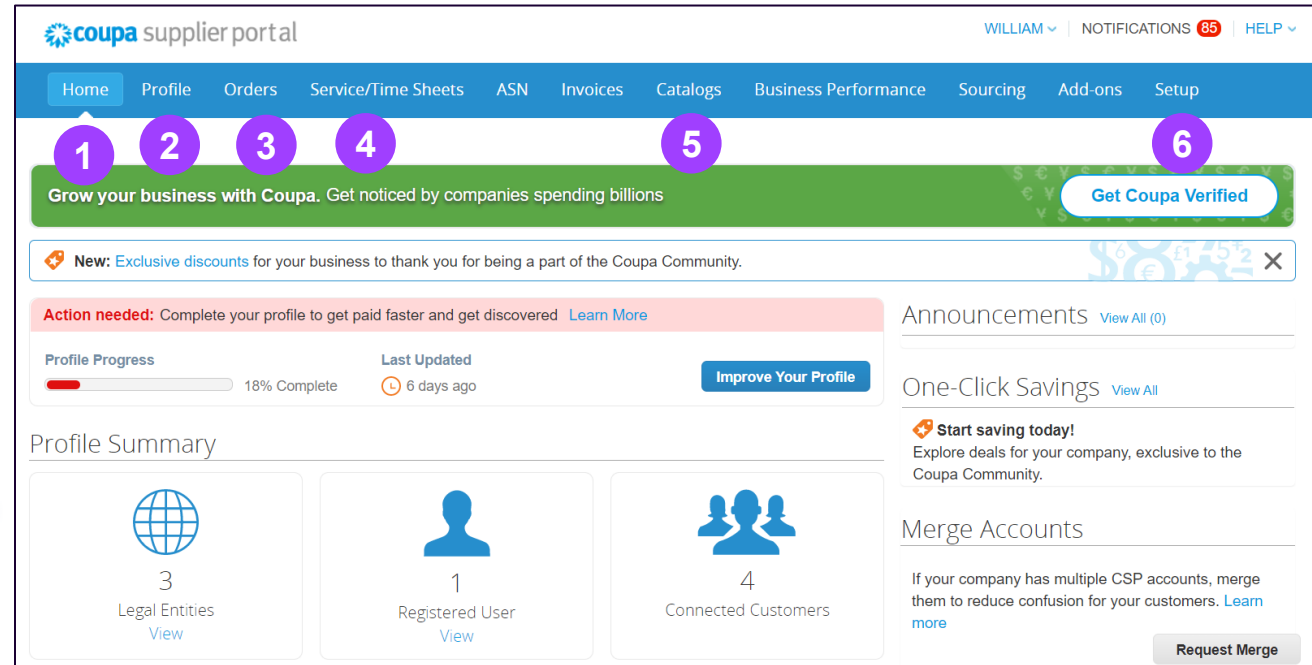 coupa supplier portal
WILLIAM NOTIFICATIONS 85 HELP
Home Profile Orders Service/Time Sheets ASN Invoices Catalogs Business Performance Sourcing Add-ons Setup
1 2 3 4 5 6
Grow your business with Coupa. Get noticed by companies spending billions
Get Coupa Verified
New: Exclusive discounts for your business to thank you for being a part of the Coupa Community.
Action needed: Complete your profile to get paid faster and get discovered Learn More
Profile Progress
18% Complete
Last Updated
6 days ago
Improve Your Profile
Profile Summary
3
Legal Entities
View
1
Registered User
View
4
Connected Customers
Announcements View All (0)
One-Click Savings View All
Start saving today!
Explore deals for your company, exclusive to the
Coupa Community.
Merge Accounts
If your company has multiple CSP accounts, merge
them to reduce confusion for your customers. Learn
more
Request Merge